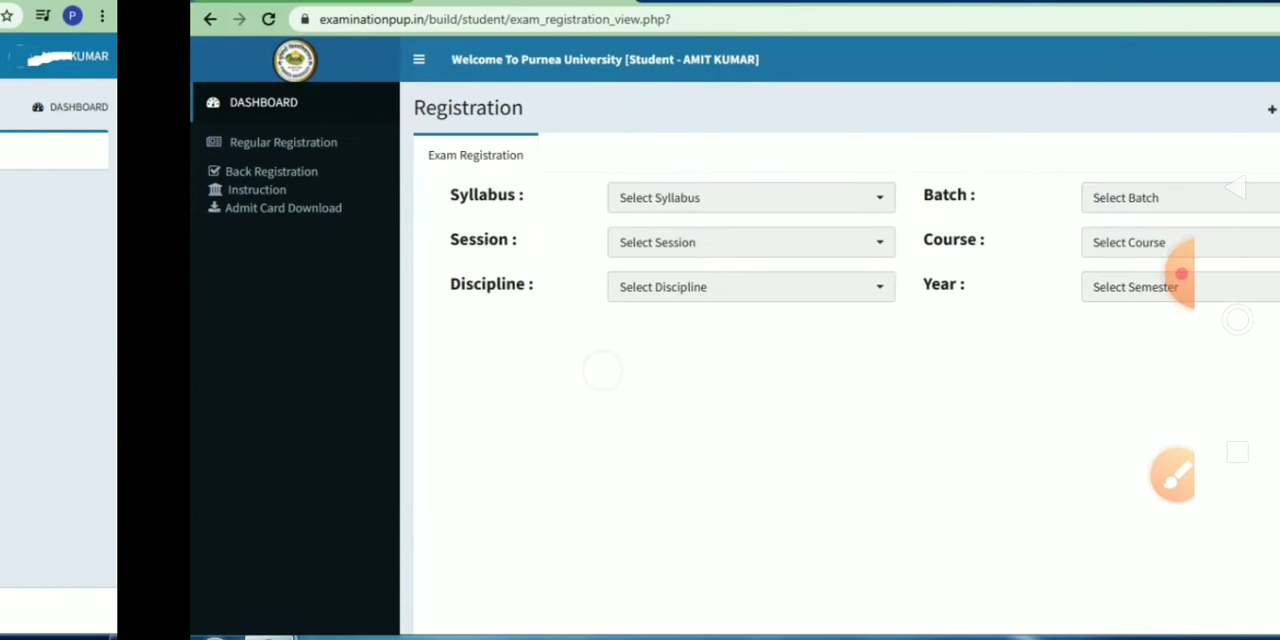 P
KUMAR
DASHBOARD
examinationpup.in/build/student/exam_registration_view.php?
Welcome To Purnea University [Student - AMIT KUMAR]
DASHBOARD
Regular Registration
Back Registration
Instruction
Admit Card Download
Registration
Exam Registration
Syllabus : Select Syllabus Batch : Select Batch
Session : Select Session Course : Select Course
Discipline : Select Discipline Year : Select Semester